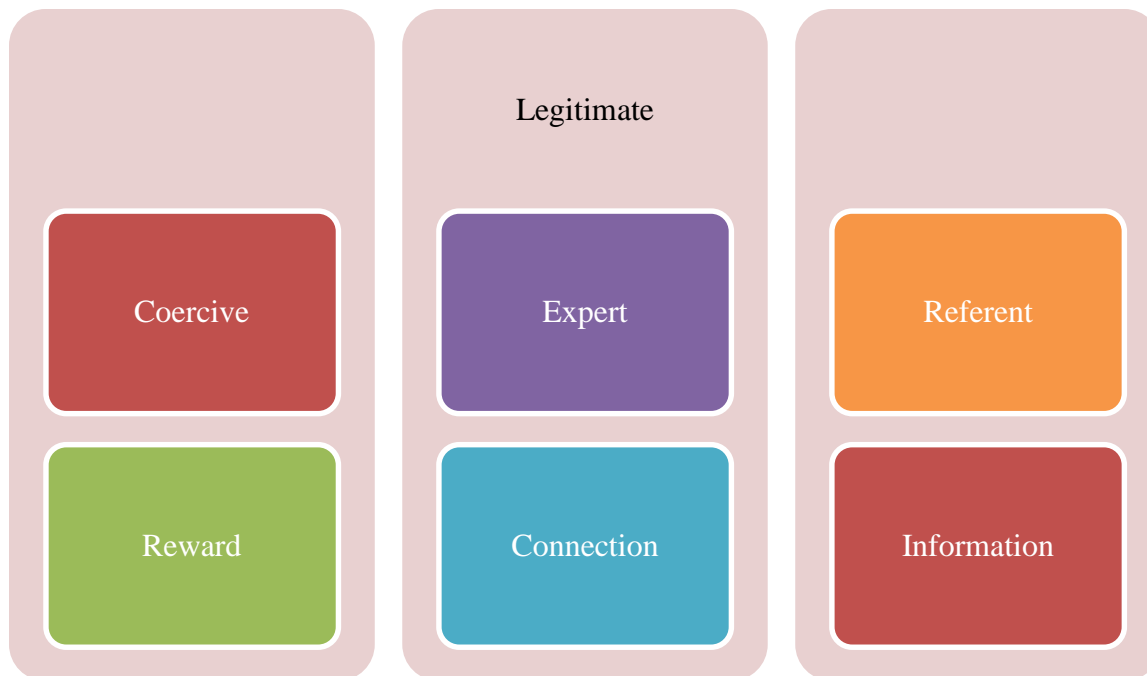 Legitimate
Coercive
Expert
Referent
Reward
Connection
Information